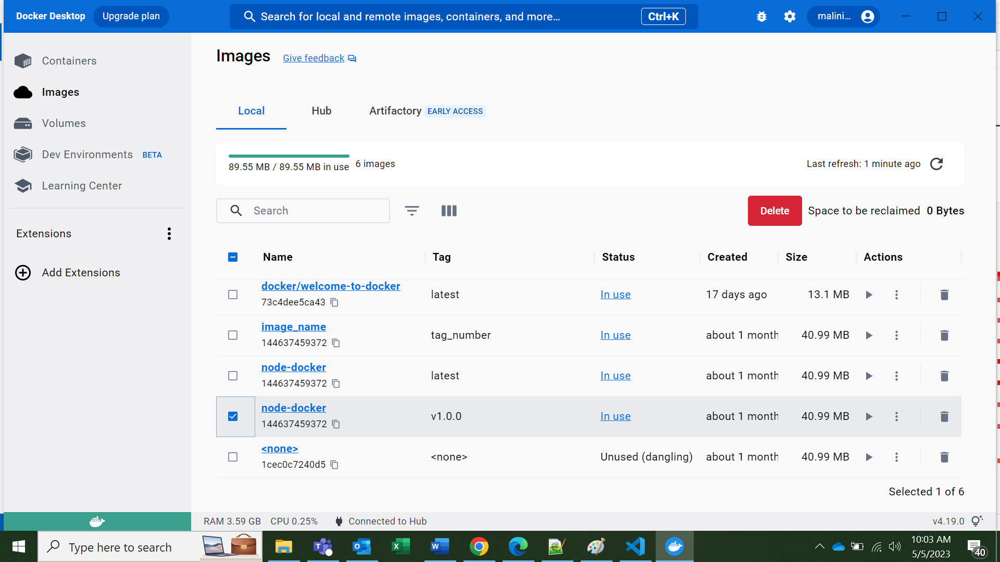 Docker Desktop Upgrade plan Search for local and remote images, containers, and more... Ctrl+K malini...
Containers
Images
Volumes
Dev Environments BETA
Learning Center
Extensions
Add Extensions
Images Give feedback
Local Hub Artifactory EARLY ACCESS
89.55 MB / 89.55 MB in use 6 images Last refresh: 1 minute ago
Search Delete Space to be reclaimed 0 Bytes
Name Tag Status Created Size Actions
docker/welcome-to-docker
73c4dee5ca43 latest In use 17 days ago 13.1 MB
image_name
144637459372 tag_number In use about 1 month 40.99 MB
node-docker
144637459372 latest In use about 1 month 40.99 MB
node-docker
144637459372 v1.0.0 In use about 1 month 40.99 MB
<none>
1cec0c7240d5 <none> Unused (dangling) about 1 month 40.99 MB
Selected 1 of 6
RAM 3.59 GB CPU 0.25% Connected to Hub v4.19.0
Type here to search
10:03 AM
5/5/2023
40